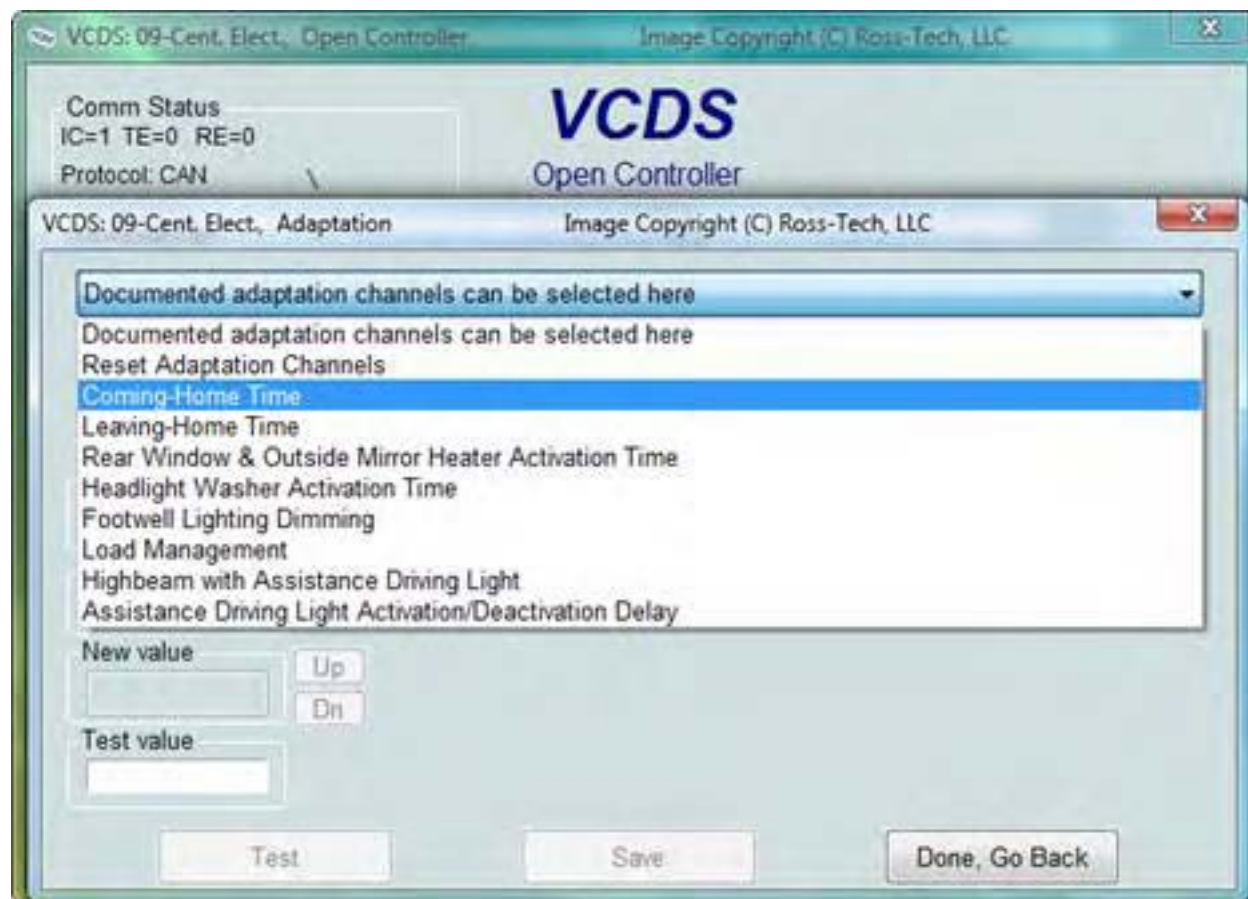 VCDS: 09-Cent. Elect., Open Controller Image Copyright (C) Ross-Tech, LLC.
Comm Status
IC=1 TE=0 RE=0
Protocol: CAN \
VCDS
Open Controller
VCDS: 09-Cent. Elect., Adaptation Image Copyright (C) Ross-Tech, LLC
Documented adaptation channels can be selected here
Documented adaptation channels can be selected here
Reset Adaptation Channels
Coming-Home Time
Leaving-Home Time
Rear Window & Outside Mirror Heater Activation Time
Headlight Washer Activation Time
Footwell Lighting Dimming
Load Management
Highbeam with Assistance Driving Light
Assistance Driving Light Activation/Deactivation Delay
New value
Up
Dn
Test value
Test Save Done, Go Back